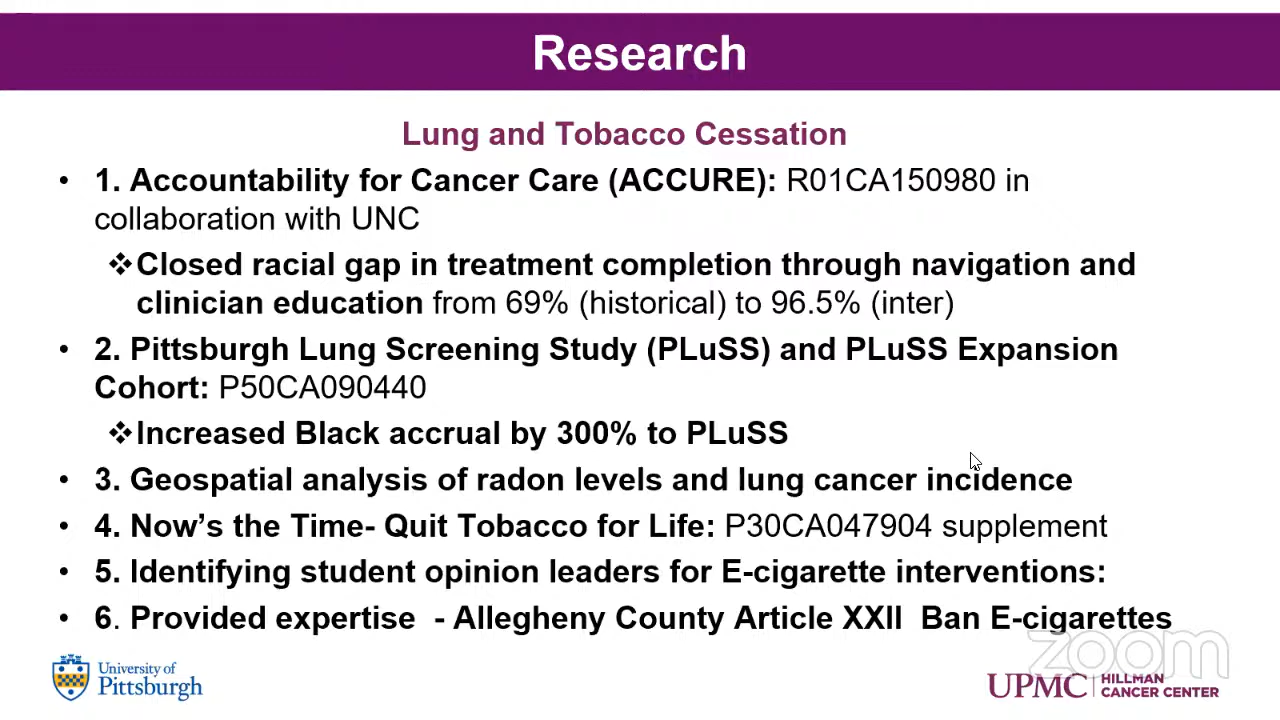 Research
Lung and Tobacco Cessation
• 1. Accountability for Cancer Care (ACCURE): R01CA150980 in
collaboration with UNC
❖Closed racial gap in treatment completion through navigation and
clinician education from 69% (historical) to 96.5% (inter)
• 2. Pittsburgh Lung Screening Study (PLuSS) and PLuSS Expansion
Cohort: P50CA090440
❖Increased Black accrual by 300% to PLuSS
• 3. Geospatial analysis of radon levels and lung cancer incidence
• 4. Now’s the Time- Quit Tobacco for Life: P30CA047904 supplement
• 5. Identifying student opinion leaders for E-cigarette interventions:
• 6. Provided expertise - Allegheny County Article XXII Ban E-cigarettes
zoom
University of
Pittsburgh
UPMC | HILLMAN
CANCER CENTER